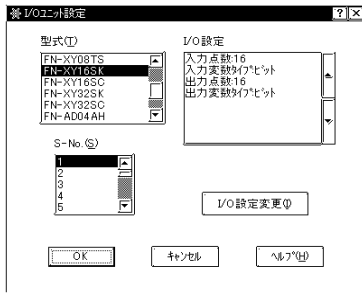 I/Oユニット設定
型式(T)
FN-XY08TS
FN-XY16SK
FN-XY16SC
FN-XY32SK
FN-XY32SC
FN-AD04AH
I/O設定
入力点数:16
入力変数タイプビット
出力点数:16
出力変数タイプビット
S-No.(S)
1
2
3
4
5
I/O設定変更(I)
OK
キャンセル
ヘルプ(H)